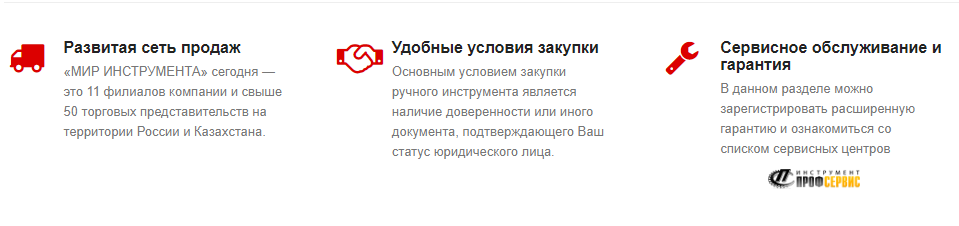 Развитая сеть продаж
«МИР ИНСТРУМЕНТА» сегодня —
это 11 филиалов компании и свыше
50 торговых представительств на
территории России и Казахстана.
Удобные условия закупки
Основным условием закупки
ручного инструмента является
наличие доверенности или иного
документа, подтверждающего Ваш
статус юридического лица.
Сервисное обслуживание и
гарантия
В данном разделе можно
зарегистрировать расширенную
гарантию и ознакомиться со
списком сервисных центров
ИНСТРУМЕНТ
ПРОФСЕРВИС